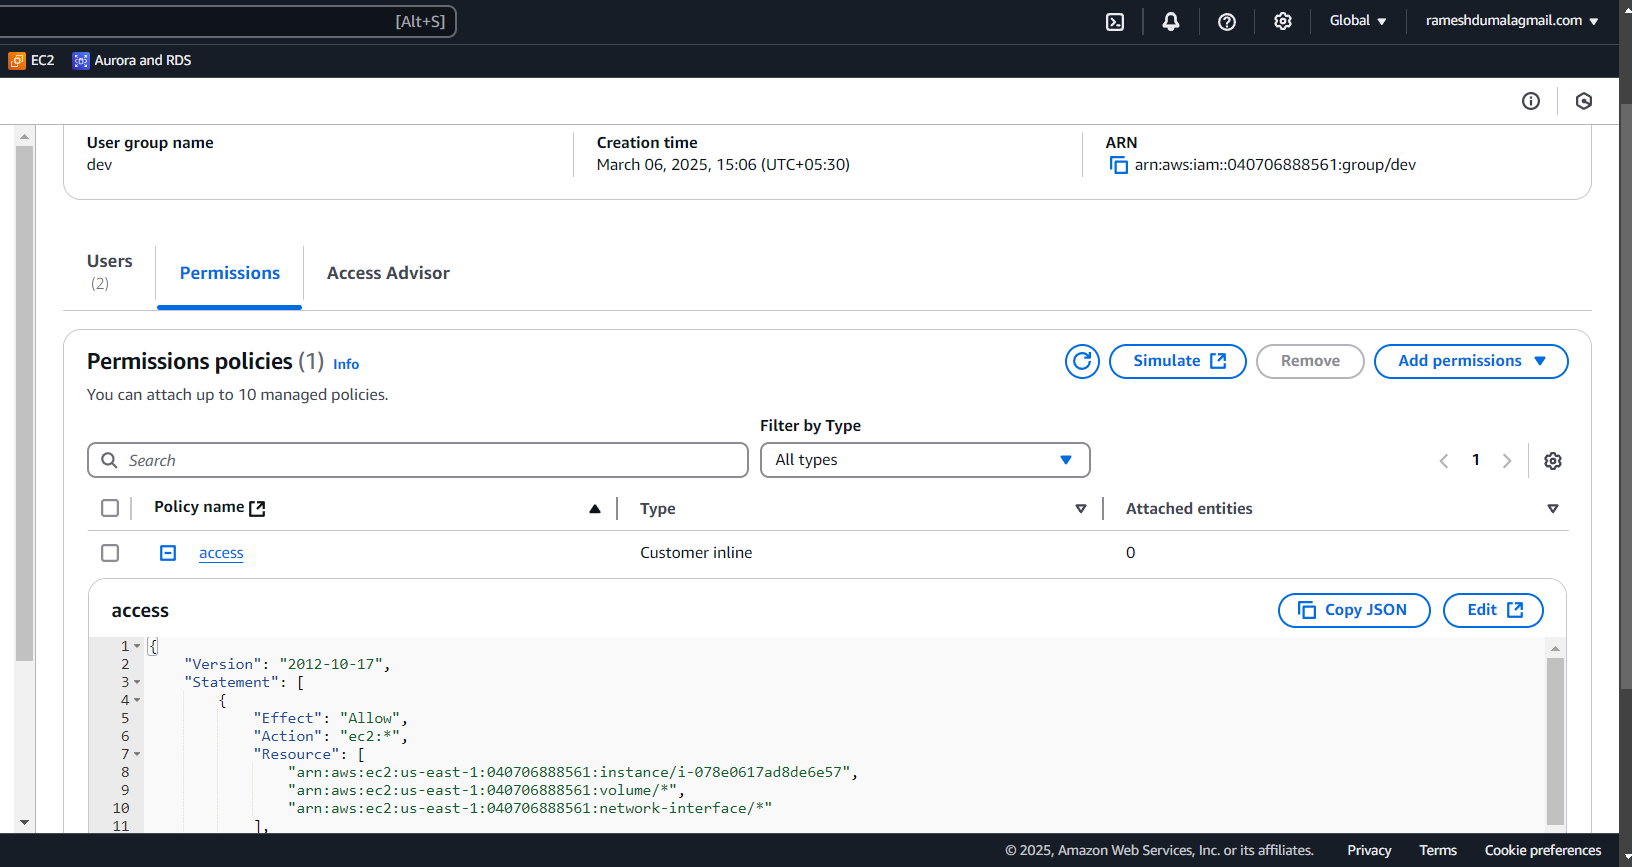 [Alt+S]
Global
rameshdumalagmail.com
EC2
Aurora and RDS
User group name
dev
Creation time
March 06, 2025, 15:06 (UTC+05:30)
ARN
arn:aws:iam::040706888561:group/dev
Users
(2)
Permissions
Access Advisor
Permissions policies (1) Info
Simulate
Remove
Add permissions
You can attach up to 10 managed policies.
Filter by Type
Search
All types
1
Policy name
Type
Attached entities
access
Customer inline
0
access
Copy JSON
Edit
1 {
2 "Version": "2012-10-17",
3 "Statement": [
4 {
5 "Effect": "Allow",
6 "Action": "ec2:*",
7 "Resource": [
8 "arn:aws:ec2:us-east-1:040706888561:instance/i-078e0617ad8de6e57",
9 "arn:aws:ec2:us-east-1:040706888561:volume/*",
10 "arn:aws:ec2:us-east-1:040706888561:network-interface/*"
11 ],
© 2025, Amazon Web Services, Inc. or its affiliates.
Privacy
Terms
Cookie preferences